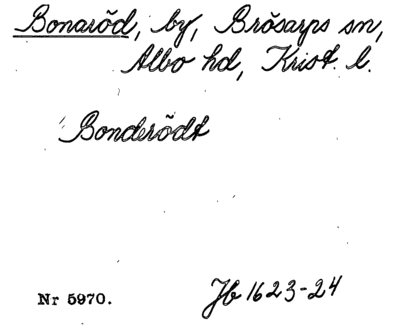 Bonaröd, by, Brösarps sn,
Albo hd, Krist. l.
Bonderödt
Nr 5970.
Jb 1623-24